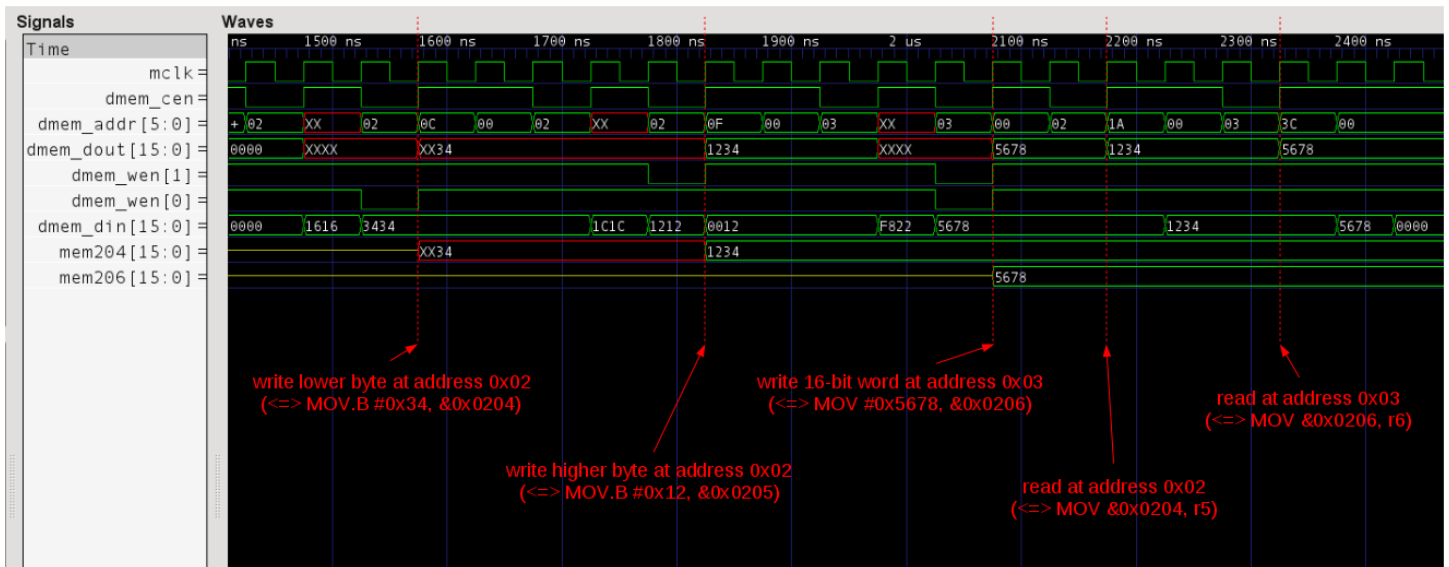 Signals
Waves
Time
ns 1500 ns 1600 ns 1700 ns 1800 ns 1900 ns 2 us 2100 ns 2200 ns 2300 ns 2400 ns
mclk=
dmem_cen=
dmem_addr[5:0]= + 02 XX 02 0C 00 02 XX 02 0F 00 03 XX 03 00 02 1A 00 03 3C 00
dmem_dout[15:0]= 0000 XXXX XX34 1234 XXXX 5678 1234 5678
dmem_wen[1]=
dmem_wen[0]=
dmem_din[15:0]= 0000 1616 3434 1C1C 1212 0012 F822 5678 1234 5678 0000
mem204[15:0]= XX34 1234
mem206[15:0]= 5678
write lower byte at address 0x02
(<=> MOV.B #0x34, &0x0204)
write 16-bit word at address 0x03
(<=> MOV #0x5678, &0x0206)
read at address 0x03
(<=> MOV &0x0206, r6)
write higher byte at address 0x02
(<=> MOV.B #0x12, &0x0205)
read at address 0x02
(<=> MOV &0x0204, r5)